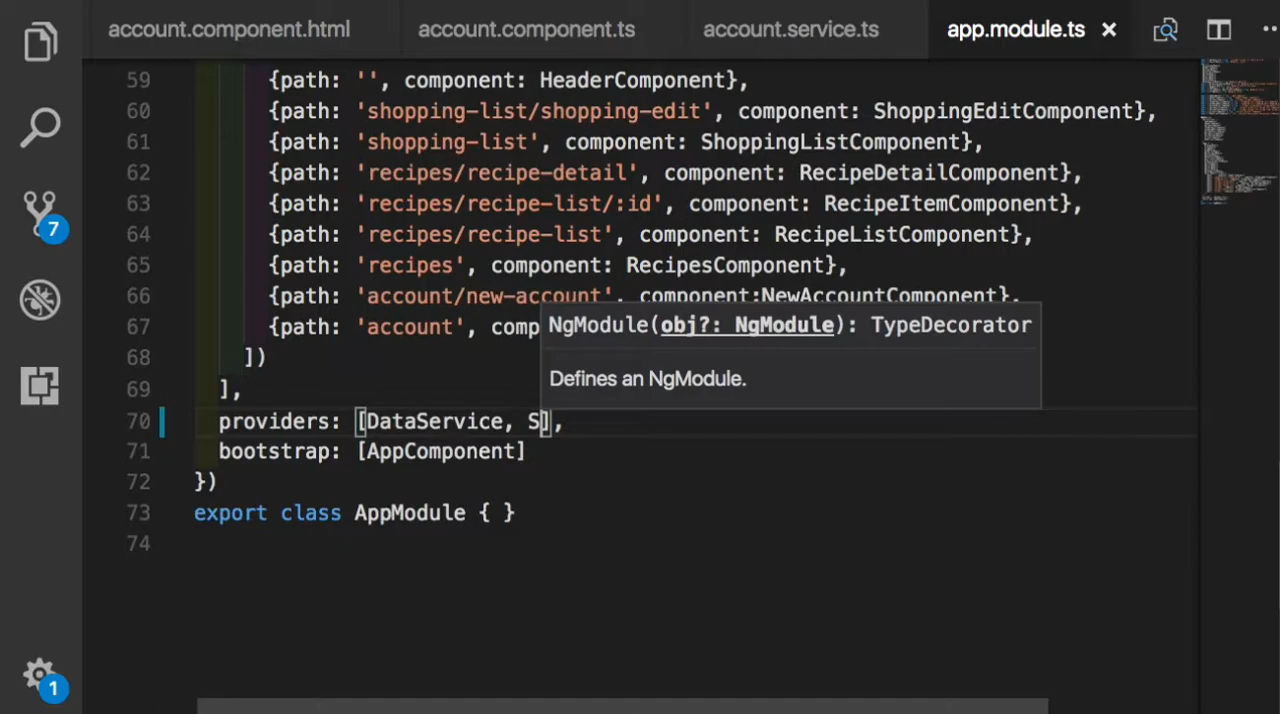 account.component.html account.component.ts account.service.ts app.module.ts
59 {path: '', component: HeaderComponent},
60 {path: 'shopping-list/shopping-edit', component: ShoppingEditComponent},
61 {path: 'shopping-list', component: ShoppingListComponent},
62 {path: 'recipes/recipe-detail', component: RecipeDetailComponent},
63 {path: 'recipes/recipe-list/:id', component: RecipeItemComponent},
64 {path: 'recipes/recipe-list', component: RecipeListComponent},
65 {path: 'recipes', component: RecipesComponent},
66 {path: 'account/new-account', component:NewAccountComponent},
67 {path: 'account', comp
NgModule(obj?: NgModule): TypeDecorator
Defines an NgModule.
68 ])
69 ],
70 providers: [DataService, S],
71 bootstrap: [AppComponent]
72 })
73 export class AppModule { }
74
7
1